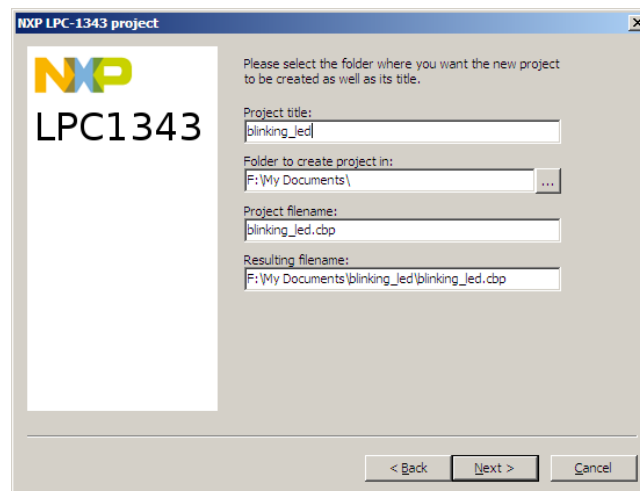 NXP LPC-1343 project
NXP
LPC1343
Please select the folder where you want the new project
to be created as well as its title.
Project title:
blinking_led
Folder to create project in:
F:\My Documents\
...
Project filename:
blinking_led.cbp
Resulting filename:
F:\My Documents\blinking_led\blinking_led.cbp
< Back
Next >
Cancel